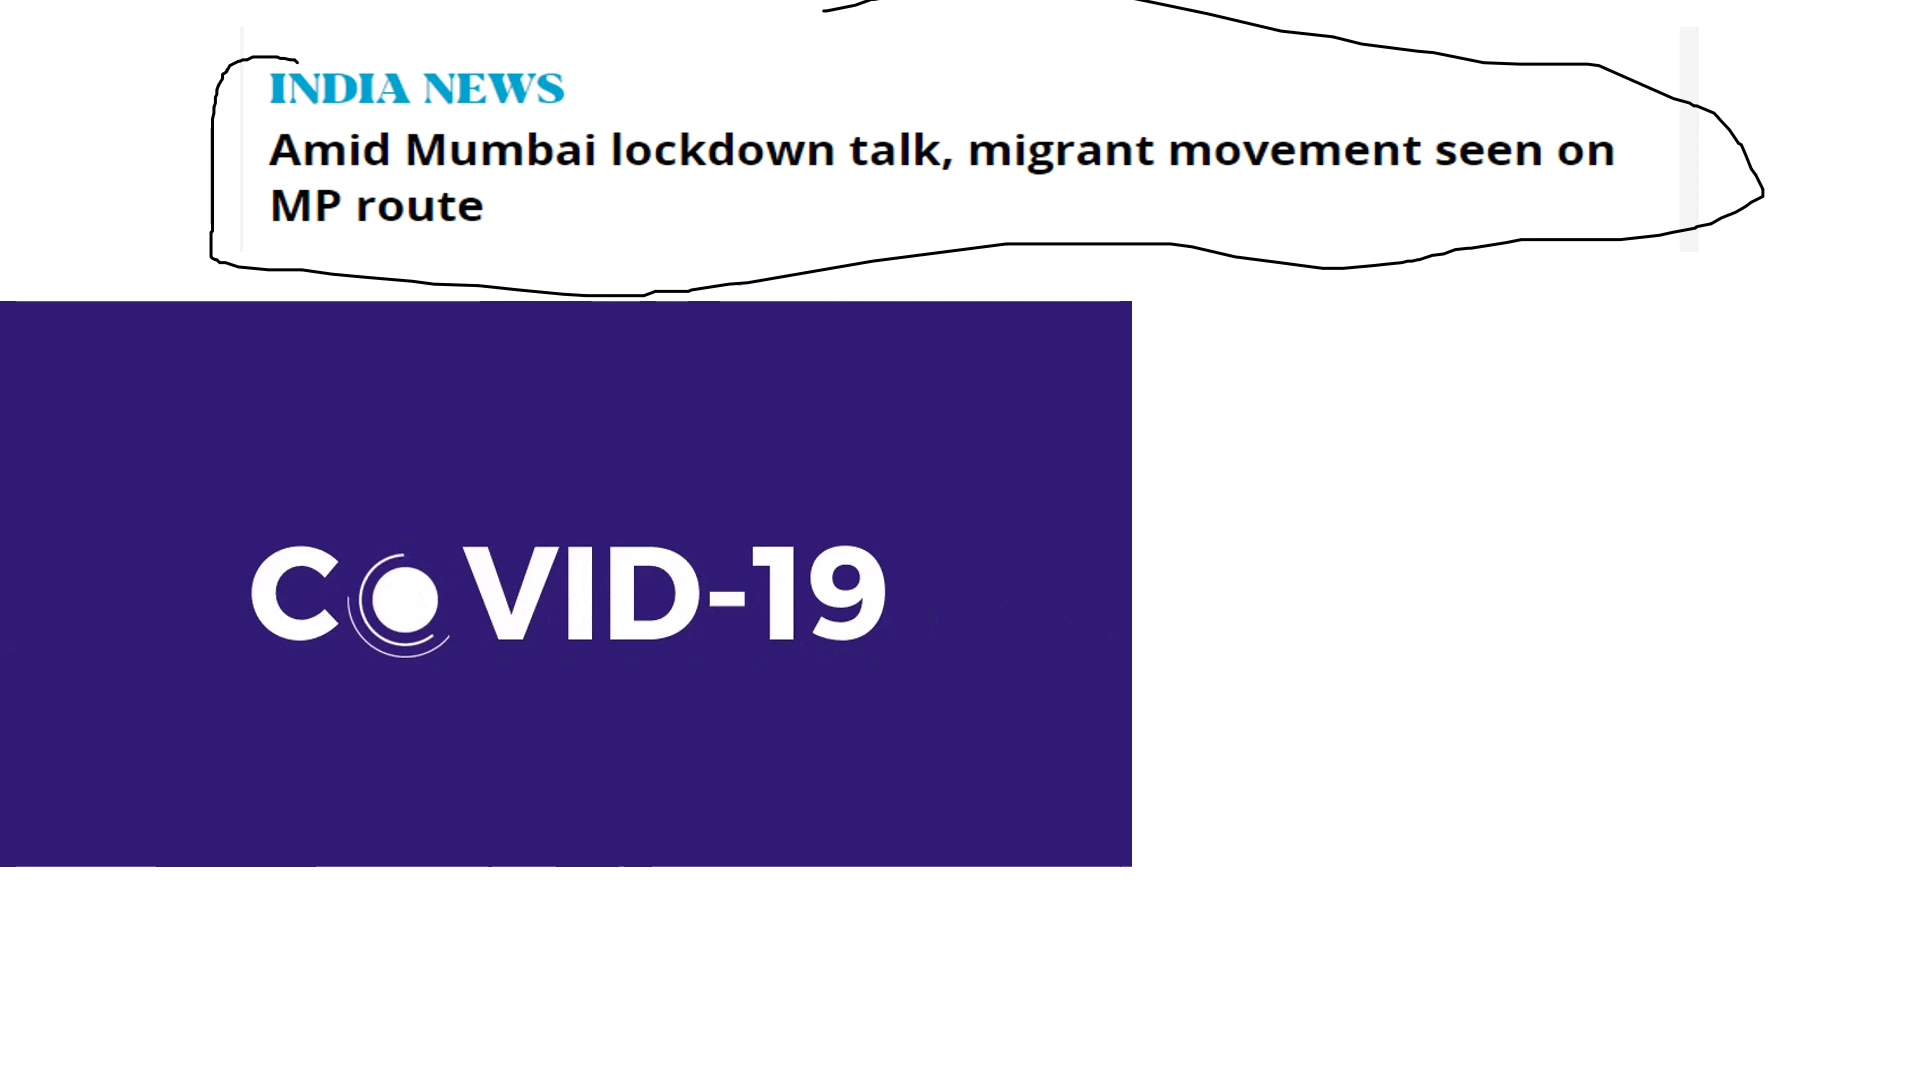 INDIA NEWS
Amid Mumbai lockdown talk, migrant movement seen on
MP route
COVID-19